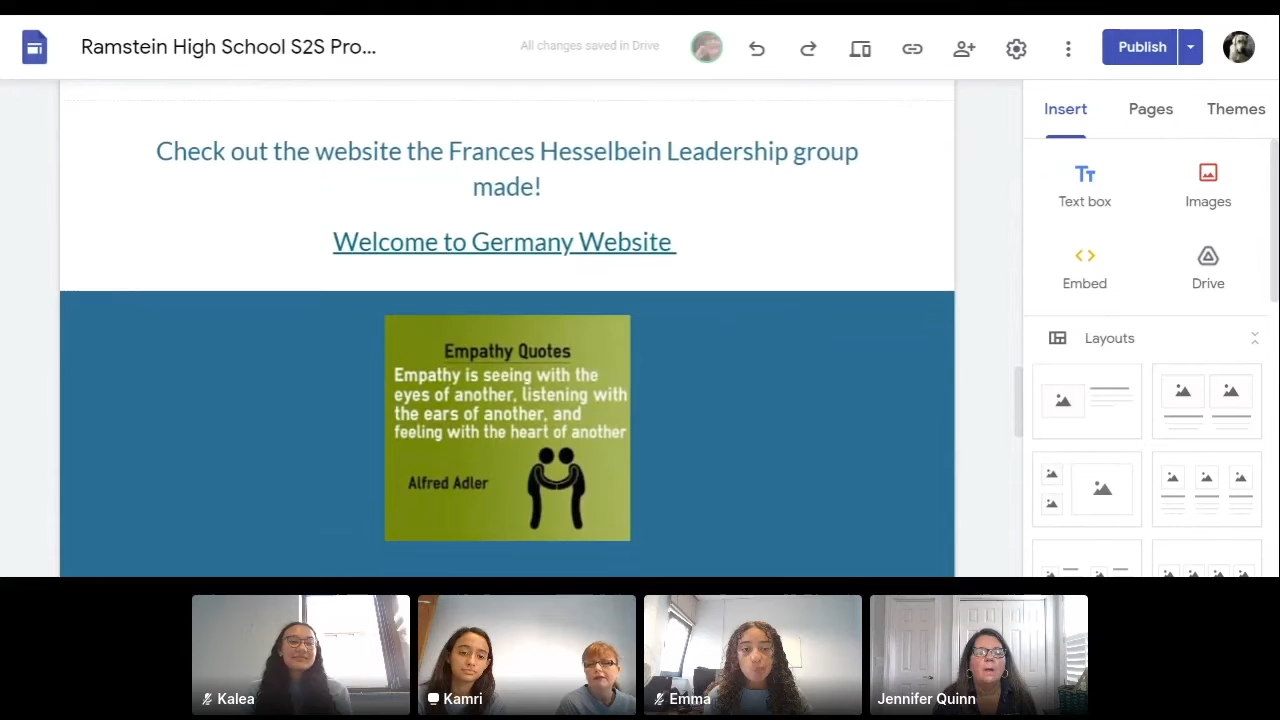 Ramstein High School S2S Pro...
All changes saved in Drive
Publish
Insert
Pages
Themes
Check out the website the Frances Hesselbein Leadership group
made!
Welcome to Germany Website
Tt
Text box
Images
Embed
Drive
Layouts
Empathy Quotes
Empathy is seeing with the
eyes of another, listening with
the ears of another, and
feeling with the heart of another
Alfred Adler
Kalea
Kamri
Emma
Jennifer Quinn